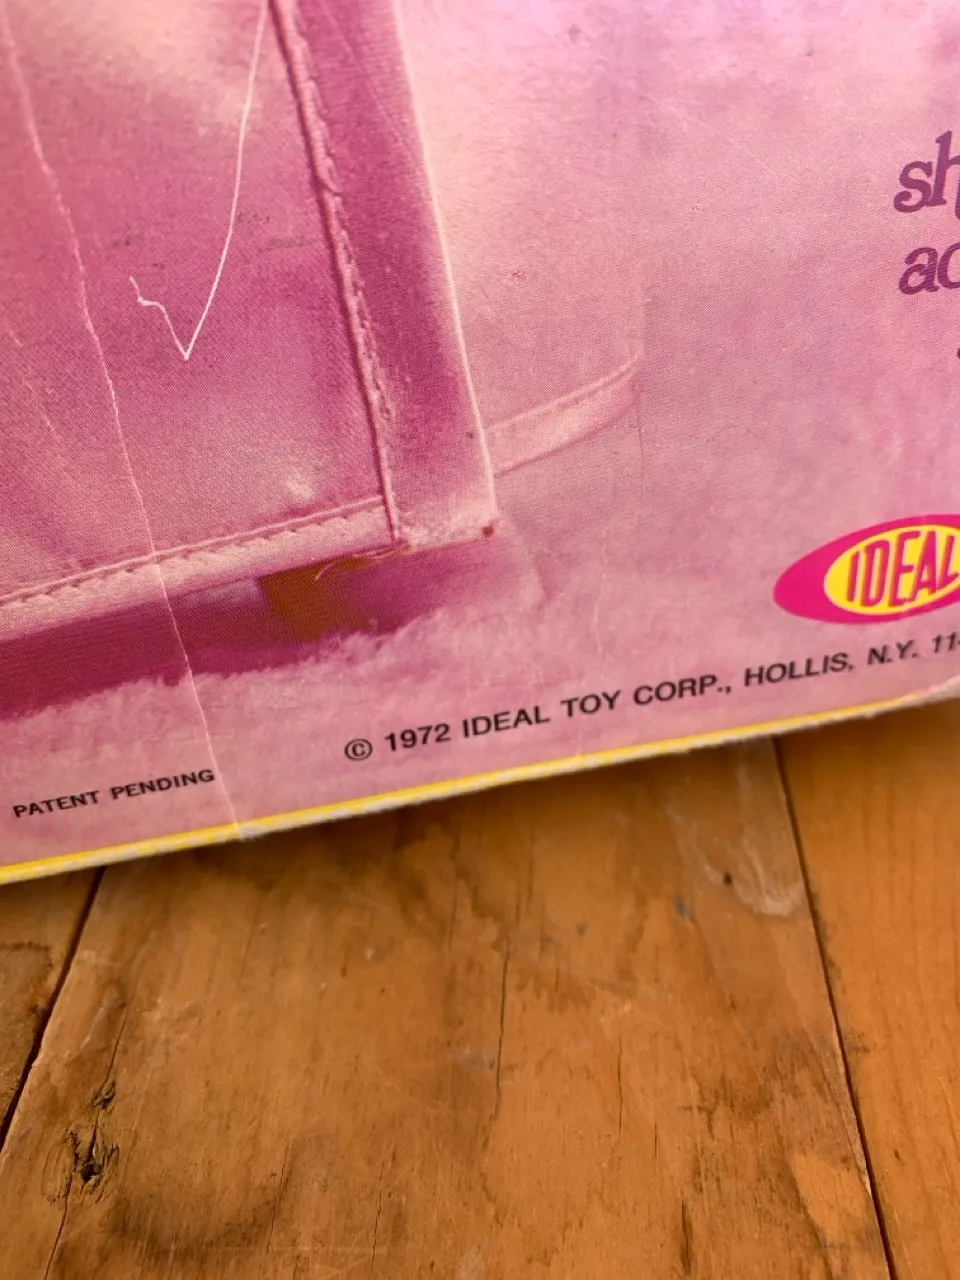 IDEAL
© 1972 IDEAL TOY CORP., HOLLIS, N.Y.
PATENT PENDING